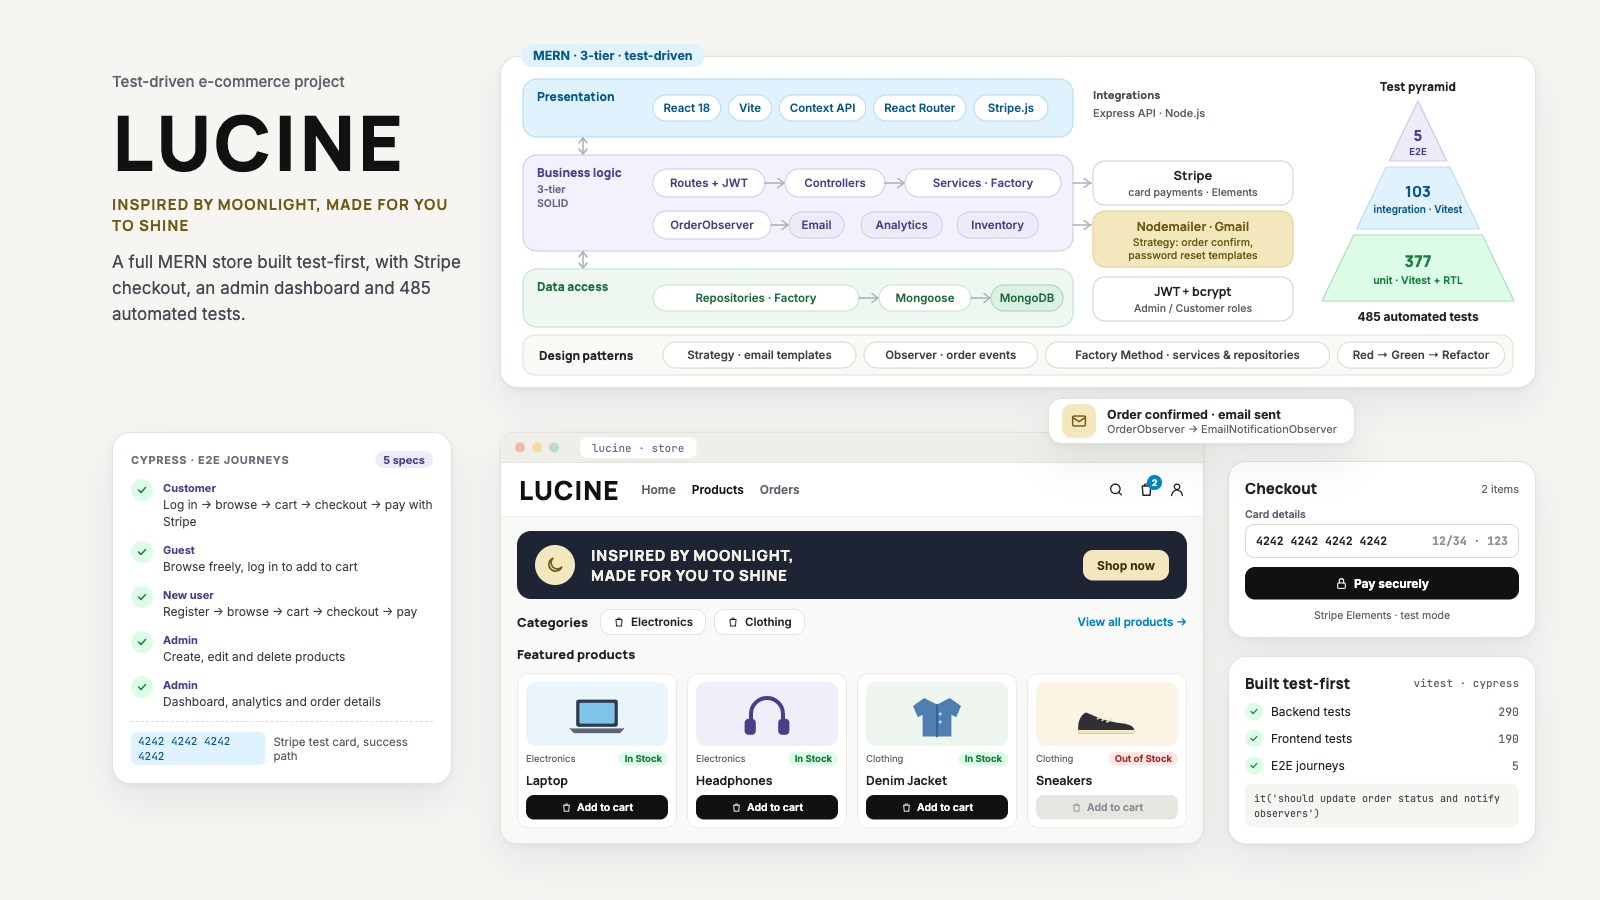 Test-driven e-commerce project
LUCINE
INSPIRED BY MOONLIGHT, MADE FOR YOU
TO SHINE
A full MERN store built test-first, with Stripe
checkout, an admin dashboard and 485
automated tests.
MERN · 3-tier · test-driven
Presentation
React 18
Vite
Context API
React Router
Stripe.js
Business logic
3-tier
SOLID
Routes + JWT
Controllers
Services · Factory
OrderObserver
Email
Analytics
Inventory
Data access
Repositories · Factory
Mongoose
MongoDB
Integrations
Express API · Node.js
Stripe
card payments · Elements
Nodemailer · Gmail
Strategy: order confirm,
password reset templates
JWT + bcrypt
Admin / Customer roles
Test pyramid
5
E2E
103
integration · Vitest
377
unit · Vitest + RTL
485 automated tests
Design patterns
Strategy · email templates
Observer · order events
Factory Method · services & repositories
Red → Green → Refactor
CYPRESS · E2E JOURNEYS
5 specs
Customer
Log in → browse → cart → checkout → pay with
Stripe
Guest
Browse freely, log in to add to cart
New user
Register → browse → cart → checkout → pay
Admin
Create, edit and delete products
Admin
Dashboard, analytics and order details
4242 4242 4242
4242
Stripe test card, success
path
Order confirmed · email sent
OrderObserver → EmailNotificationObserver
lucine · store
LUCINE
Home
Products
Orders
2
INSPIRED BY MOONLIGHT,
MADE FOR YOU TO SHINE
Shop now
Categories
Electronics
Clothing
View all products →
Featured products
Electronics
In Stock
Laptop
Add to cart
Electronics
In Stock
Headphones
Add to cart
Clothing
In Stock
Denim Jacket
Add to cart
Clothing
Out of Stock
Sneakers
Add to cart
Checkout
2 items
Card details
4242 4242 4242 4242
12/34 · 123
Pay securely
Stripe Elements · test mode
Built test-first
vitest · cypress
Backend tests
290
Frontend tests
190
E2E journeys
5
it('should update order status and notify
observers')